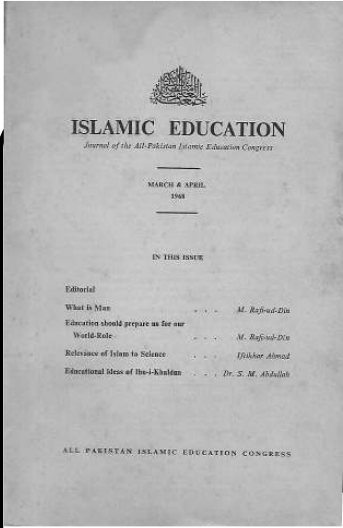 ISLAMIC EDUCATION
Journal of the All-Pakistan Islamic Education Congress
MARCH & APRIL
1968
IN THIS ISSUE
Editorial
What is Man . . . M. Rafi-ud-Din
Education should prepare us for our
World-Role . . . M. Rafi-ud-Din
Relevance of Islam to Science . . . Iftikhar Ahmad
Educational Ideas of Ibn-i-Khaldun . . . Dr. S. M. Abdullah
ALL PAKISTAN ISLAMIC EDUCATION CONGRESS